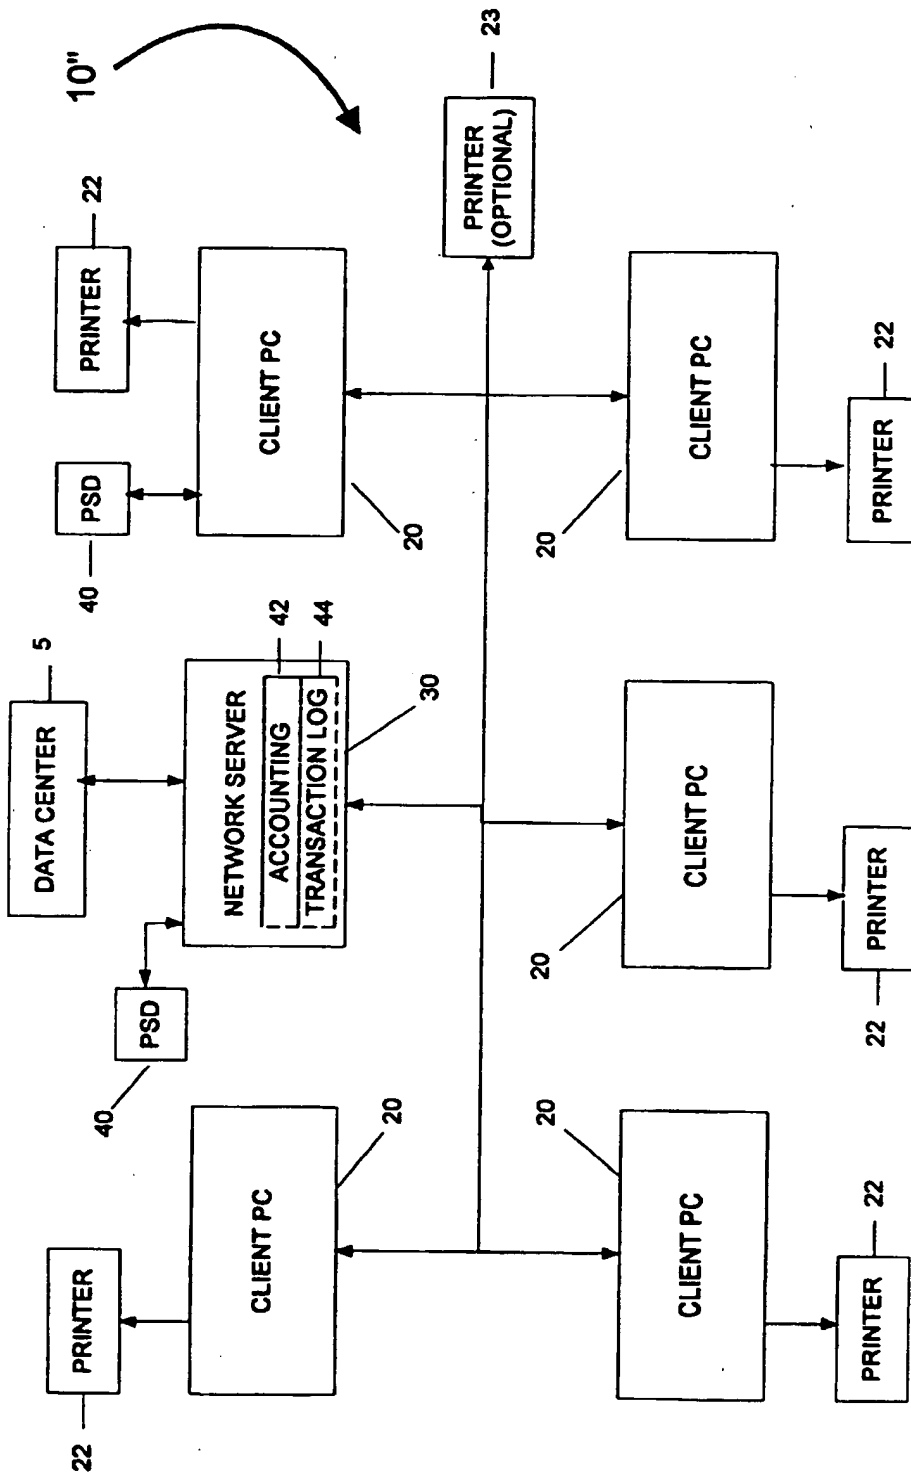 DATA CENTER
5
10"
22
PRINTER
40
PSD
40
PSD
PRINTER
22
CLIENT PC
20
NETWORK SERVER
ACCOUNTING
42
TRANSACTION LOG
44
30
CLIENT PC
20
PRINTER
(OPTIONAL)
23
20
CLIENT PC
20
CLIENT PC
20
CLIENT PC
PRINTER
22
22
PRINTER
PRINTER
22